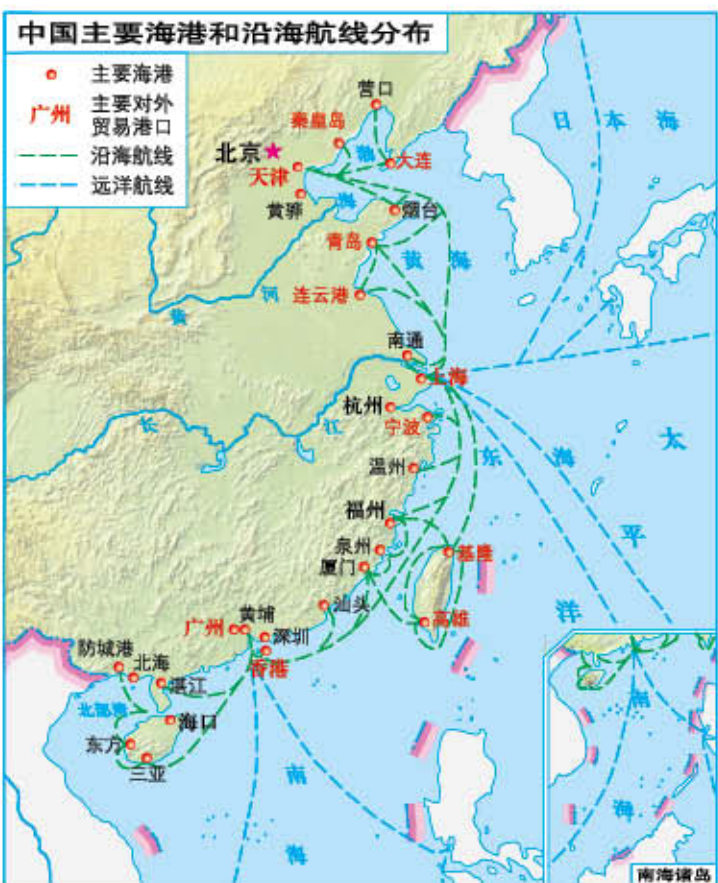 中国主要海港和沿海航线分布
主要海港
广州 主要对外
贸易港口
沿海航线
远洋航线
营口
秦皇岛
北京
渤
大连
天津
海
黄骅
烟台
日本海
青岛
黄海
连云港
黄河
南通
上海
杭州
宁波
长江
温州
东海
太平洋
福州
泉州
基隆
厦门
汕头
高雄
广州
黄埔
深圳
香港
防城港
北海
湛江
北部湾
海口
东方
三亚
南海
南海
南海诸岛